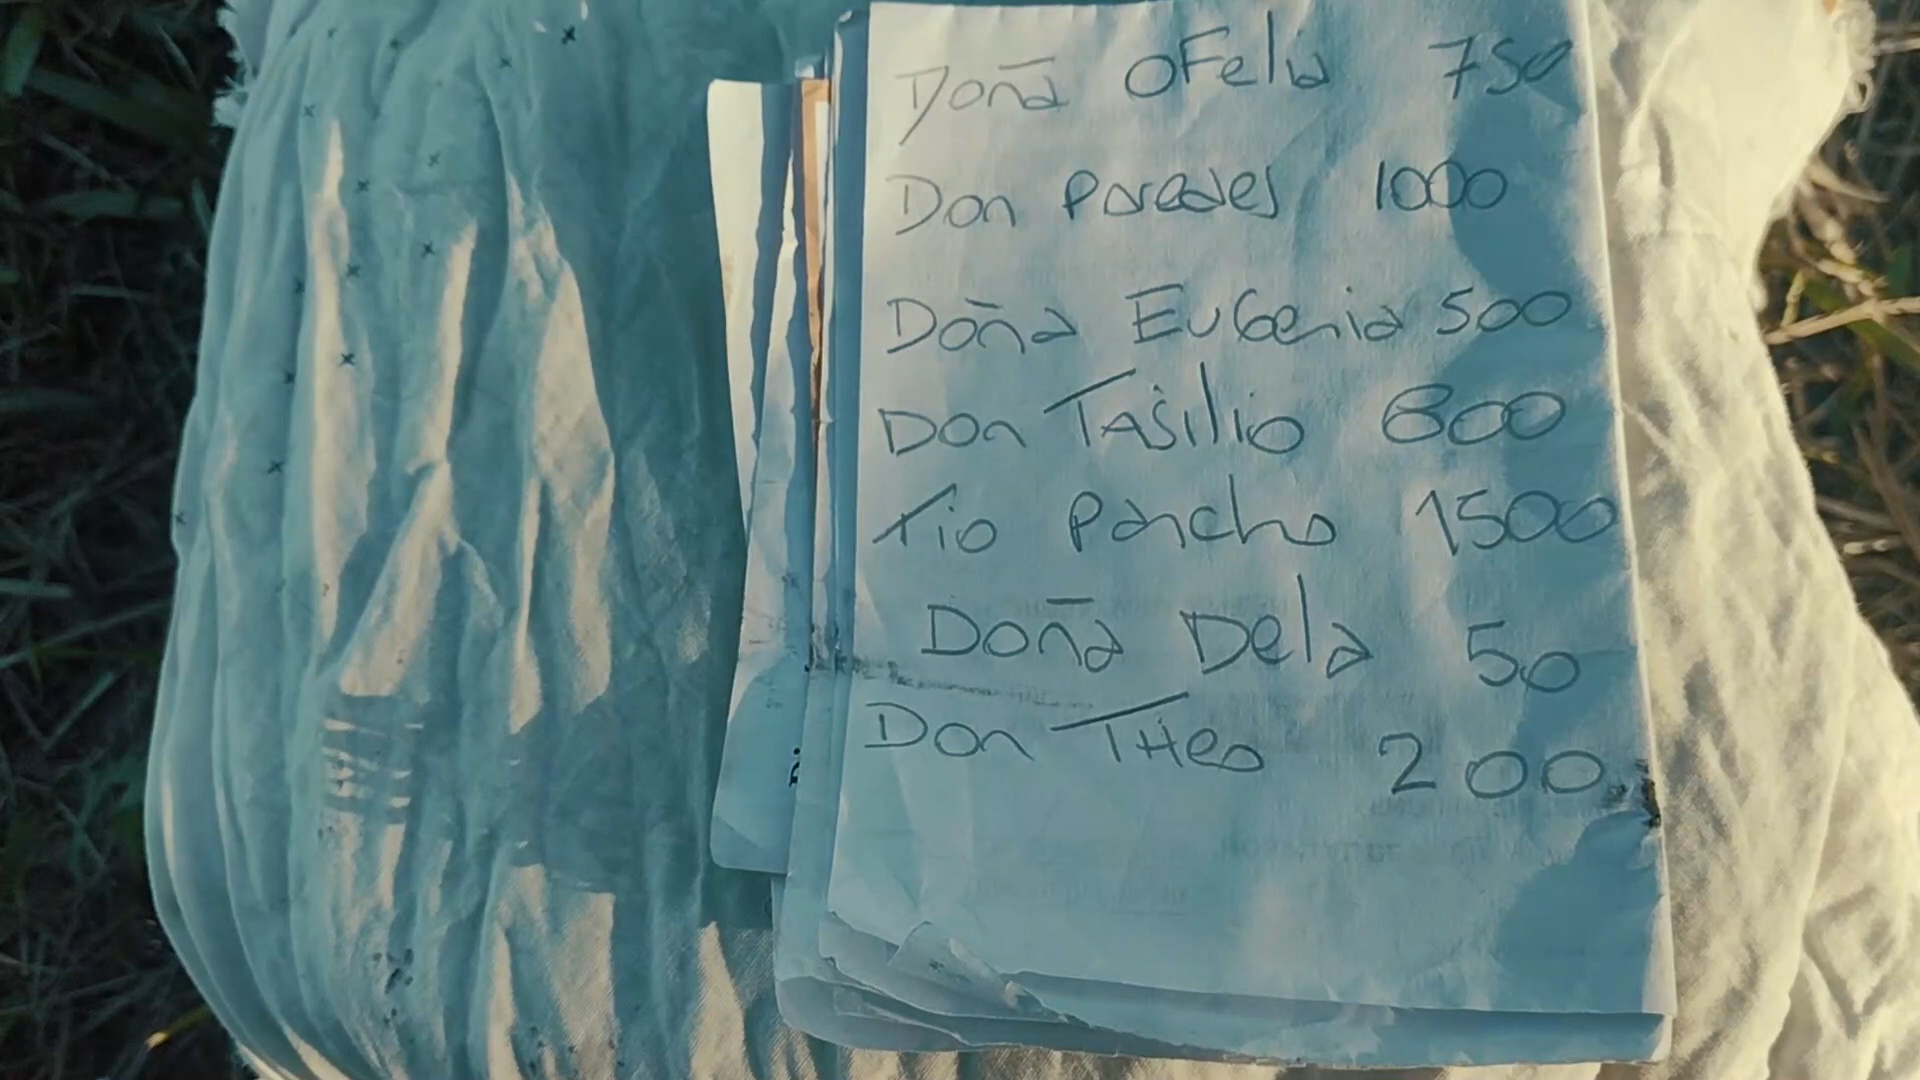 Doña OFelia 750
Don Paredes 1000
Doña EuGenia 500
Don TAsilio 800
Tio Pancho 1500
Doña Dela 50
Don THeo 200